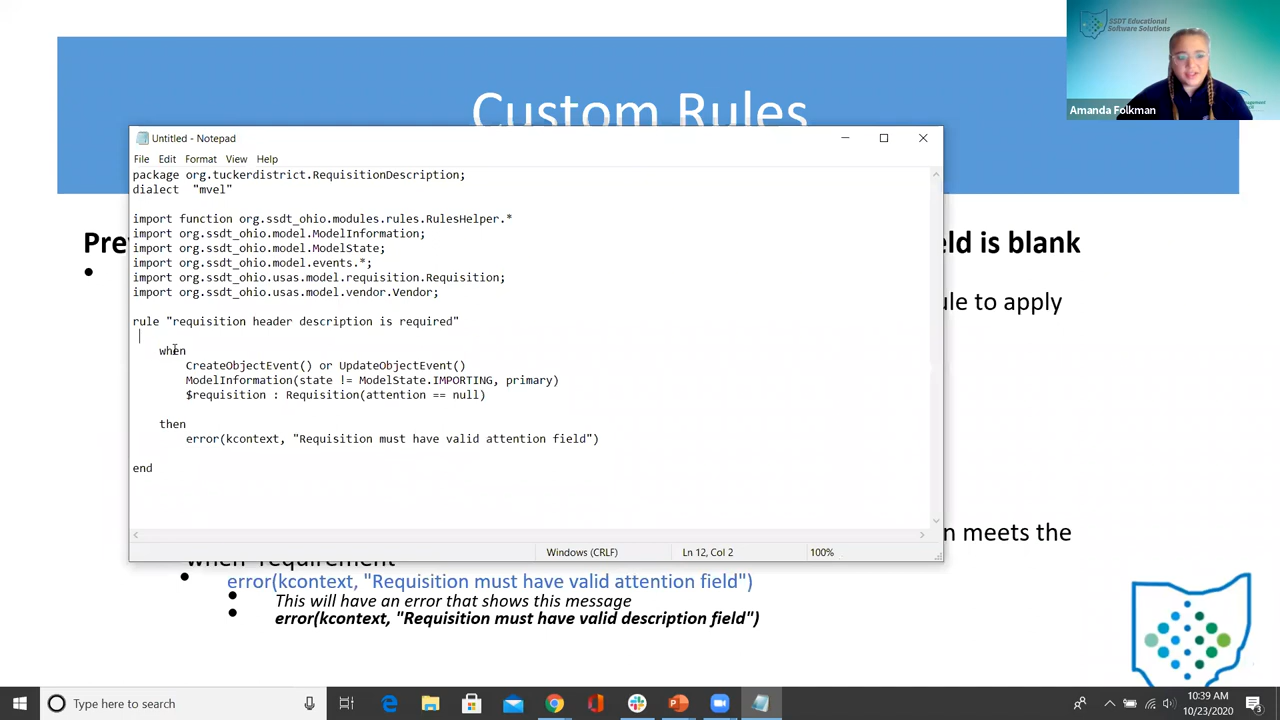 SSDT Educational
Software Solutions
Amanda Folkman
Custom Rules
Untitled - Notepad
File Edit Format View Help
package org.tuckerdistrict.RequisitionDescription;
dialect "mvel"
import function org.ssdt_ohio.modules.rules.RulesHelper.*
import org.ssdt_ohio.model.ModelInformation;
import org.ssdt_ohio.model.ModelState;
import org.ssdt_ohio.model.events.*;
import org.ssdt_ohio.usas.model.requisition.Requisition;
import org.ssdt_ohio.usas.model.vendor.Vendor;
rule "requisition header description is required"
when
CreateObjectEvent() or UpdateObjectEvent()
ModelInformation(state != ModelState.IMPORTING, primary)
$requisition : Requisition(attention == null)
then
error(kcontext, "Requisition must have valid attention field")
end
Windows (CRLF) Ln 12, Col 2 100%
Pre eld is blank
ule to apply
n meets the
when requirement
error(kcontext, "Requisition must have valid attention field")
This will have an error that shows this message
error(kcontext, "Requisition must have valid description field")
Type here to search
10:39 AM
10/23/2020